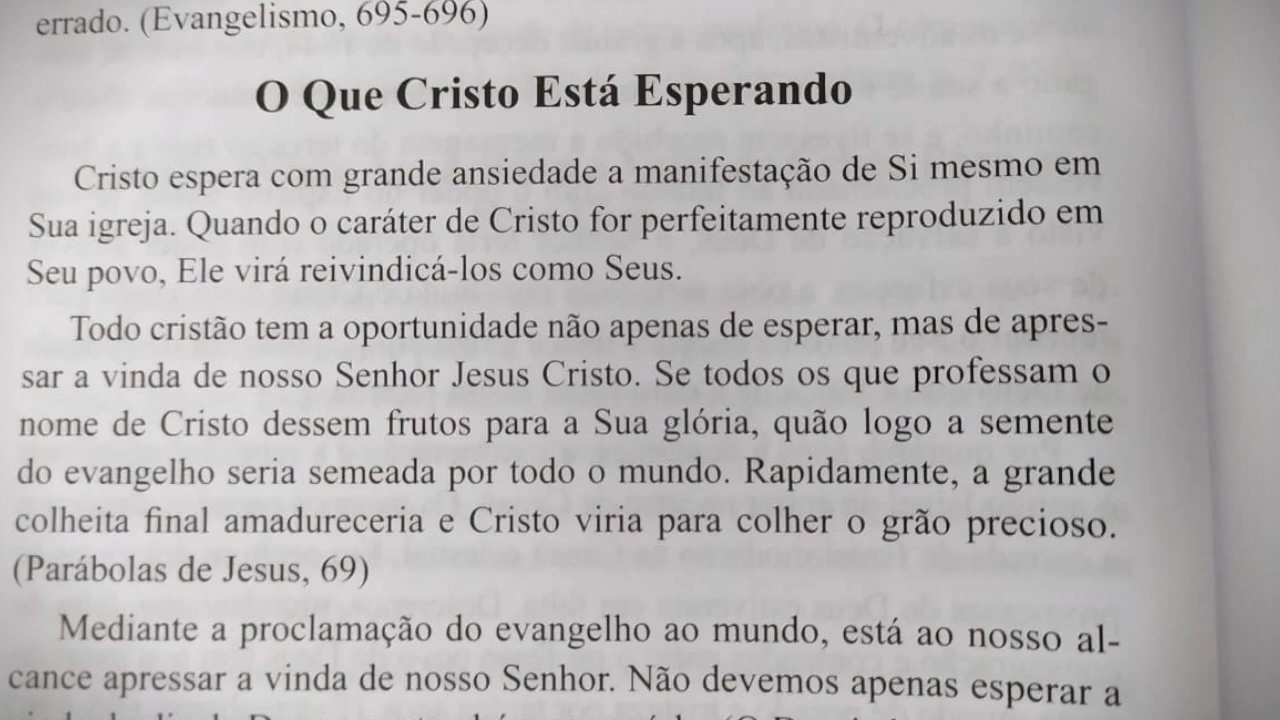 errado. (Evangelismo, 695-696)
O Que Cristo Está Esperando
Cristo espera com grande ansiedade a manifestação de Si mesmo em
Sua igreja. Quando o caráter de Cristo for perfeitamente reproduzido em
Seu povo, Ele virá reivindicá-los como Seus.
Todo cristão tem a oportunidade não apenas de esperar, mas de apres-
sar a vinda de nosso Senhor Jesus Cristo. Se todos os que professam o
nome de Cristo dessem frutos para a Sua glória, quão logo a semente
do evangelho seria semeada por todo o mundo. Rapidamente, a grande
colheita final amadureceria e Cristo viria para colher o grão precioso.
(Parábolas de Jesus, 69)
Mediante a proclamação do evangelho ao mundo, está ao nosso al-
cance apressar a vinda de nosso Senhor. Não devemos apenas esperar a